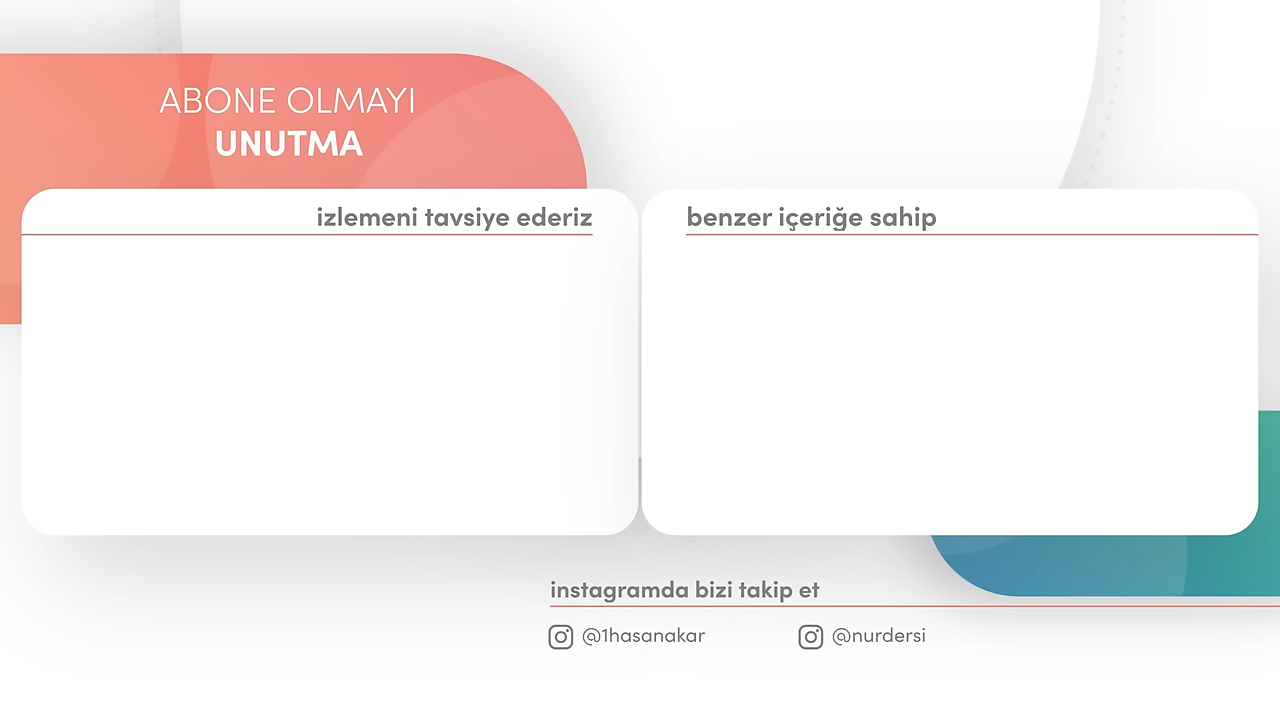 ABONE OLMAYI
UNUTMA
izlemeni tavsiye ederiz
benzer içeriğe sahip
instagramda bizi takip et
@1hasanakar
@nurdersi